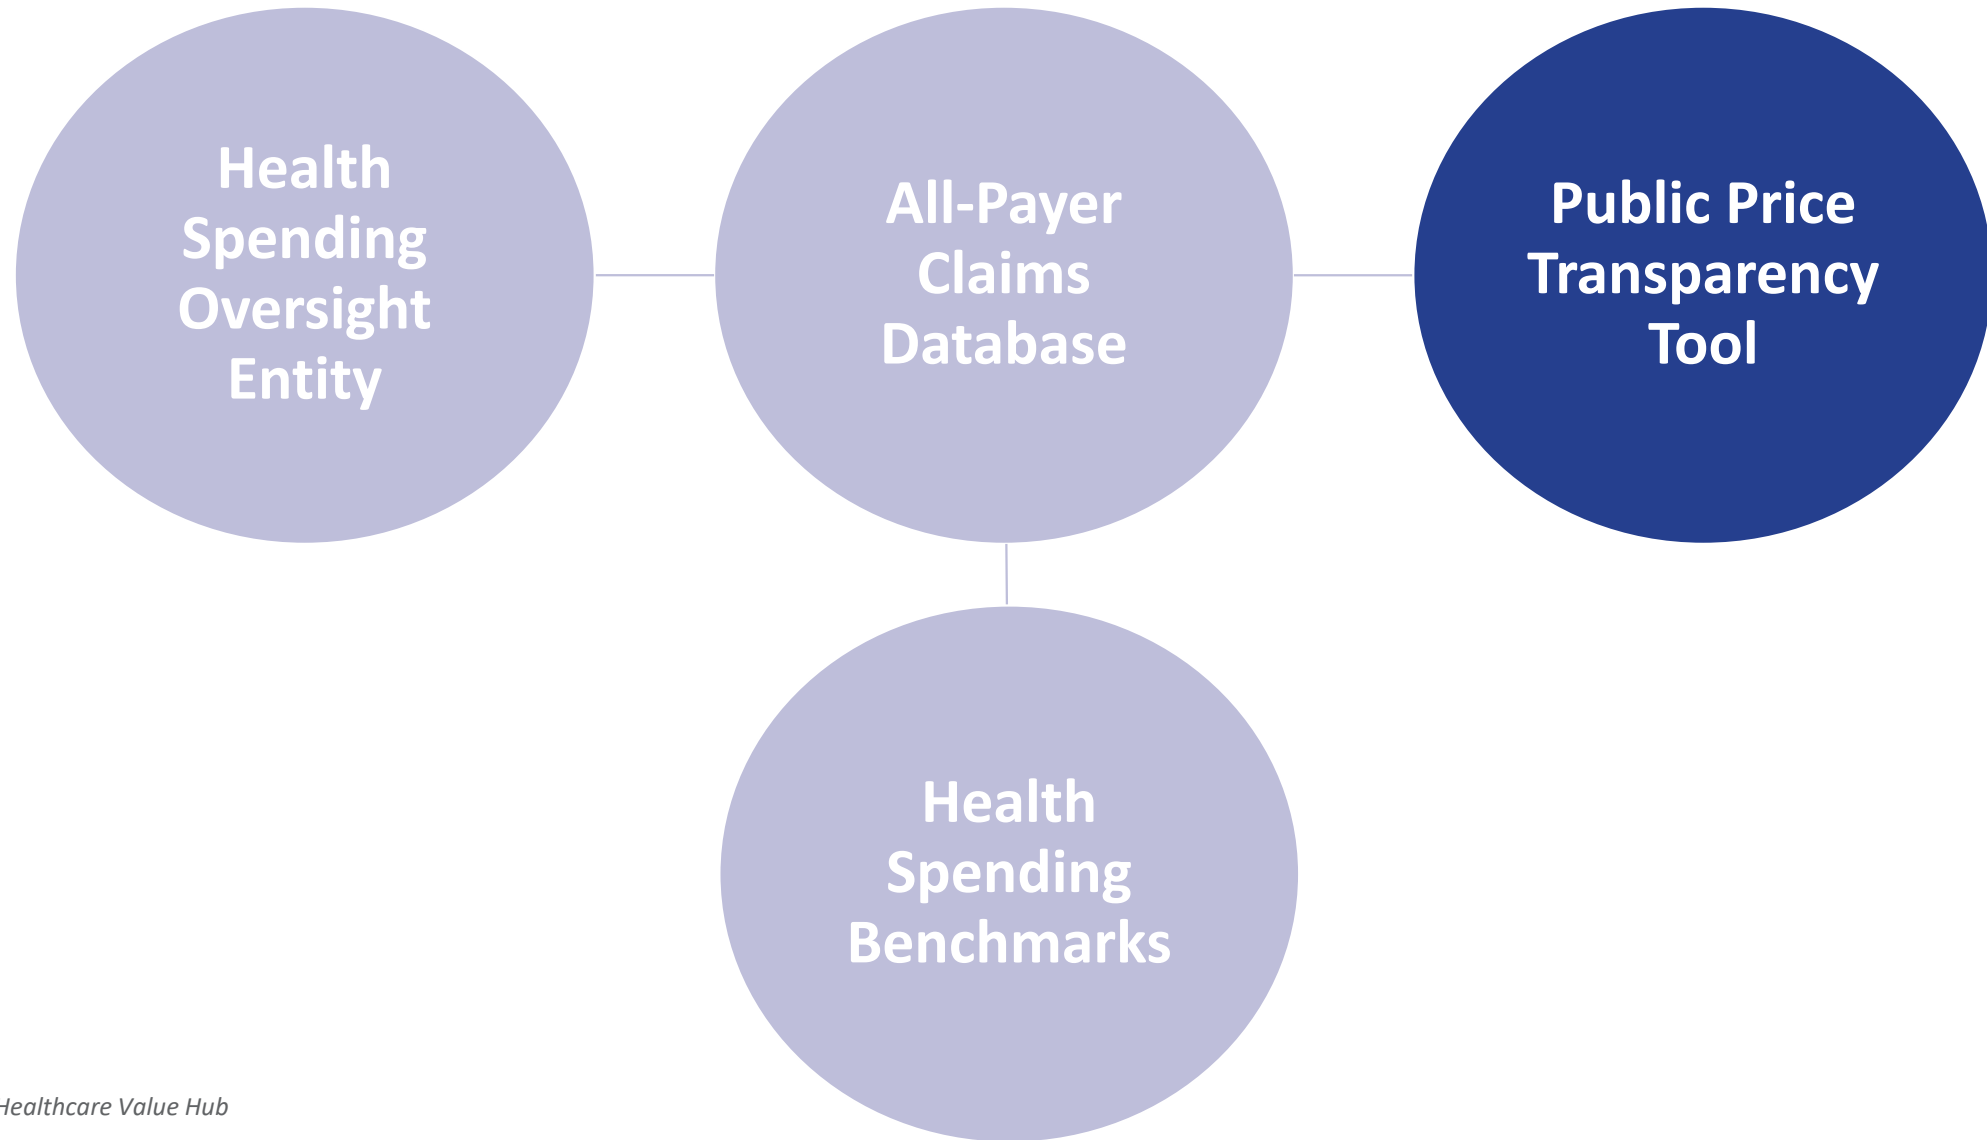 Health
Spending
Oversight
Entity
All-Payer
Claims
Database
Public Price
Transparency
Tool
Health
Spending
Benchmarks
Healthcare Value Hub